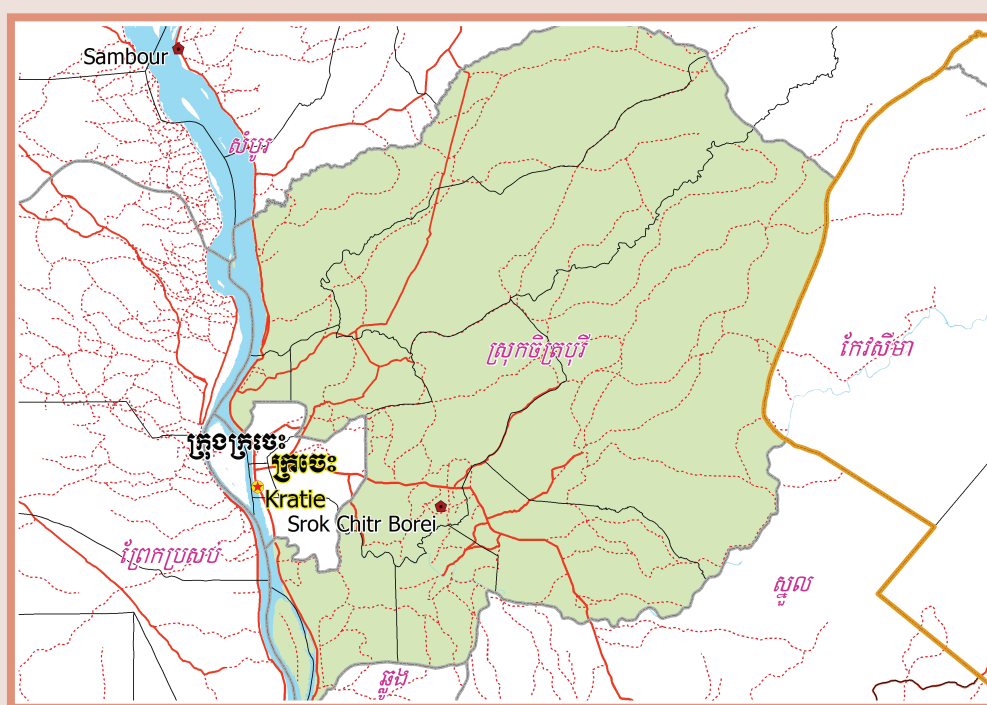 Sambour
សំបូរ
ស្រុកចិត្របុរី
កែវសីមា
ក្រុងក្រចេះ
ក្រចេះ
Kratie
Srok Chitr Borei
ព្រែកប្រសប់
ស្នួល
ឆ្លូង